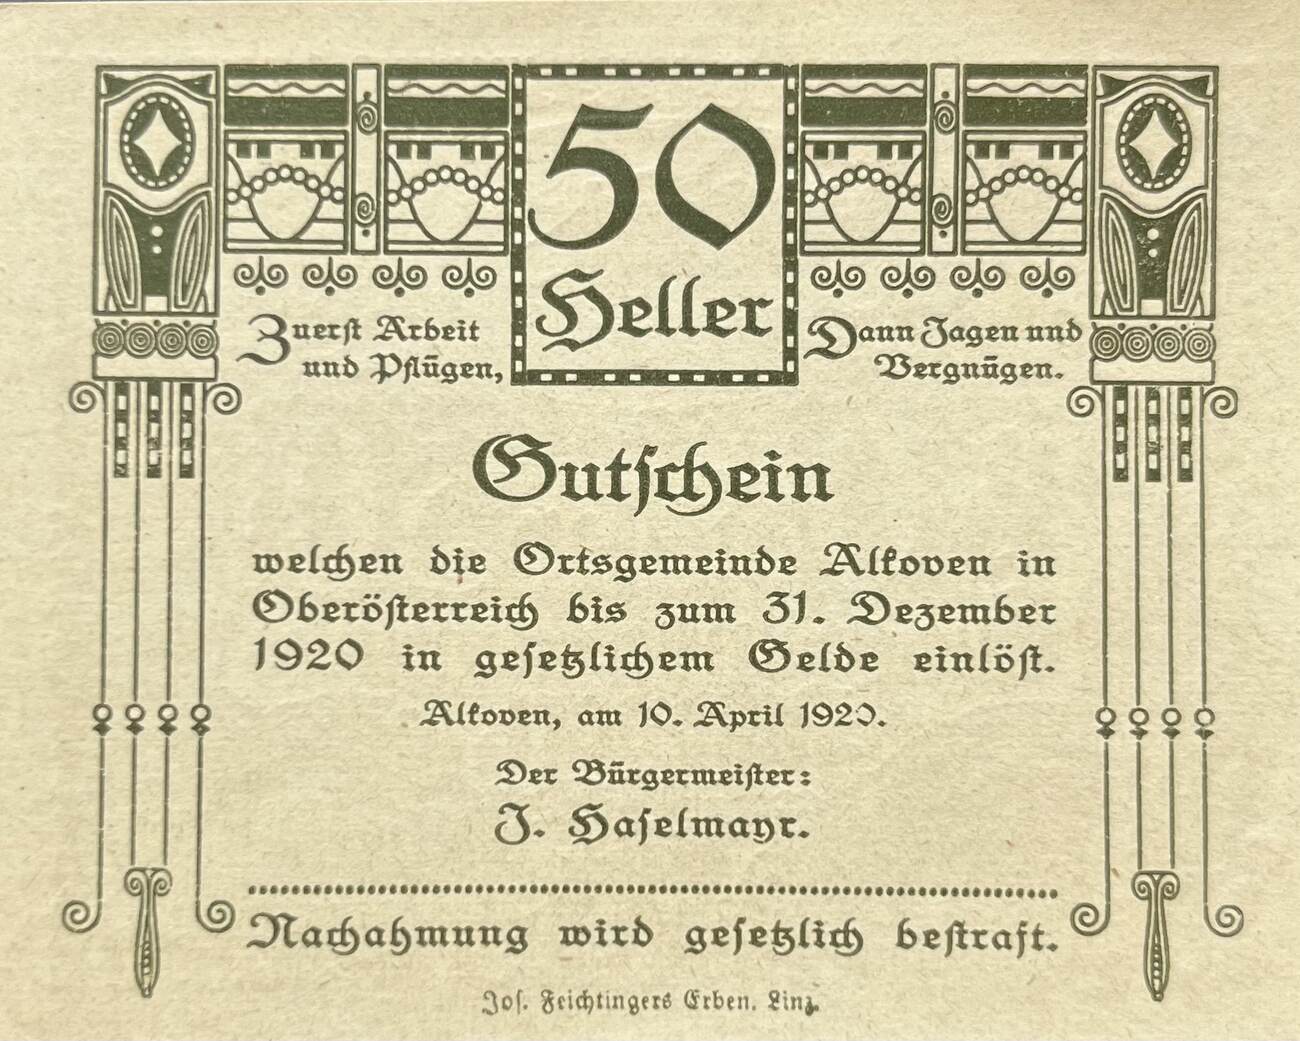 50
Heller
Zuerst Arbeit
und Pflügen,
Dann Jagen und
Vergnügen.
Gutschein
welchen die Ortsgemeinde Alkoven in
Oberösterreich bis zum 31. Dezember
1920 in gesetzlichem Gelde einlöst.
Alkoven, am 10. April 1920.
Der Bürgermeister:
J. Haselmayr.
Nachahmung wird gesetzlich bestraft.
Jos. Feichtingers Erben. Linz.